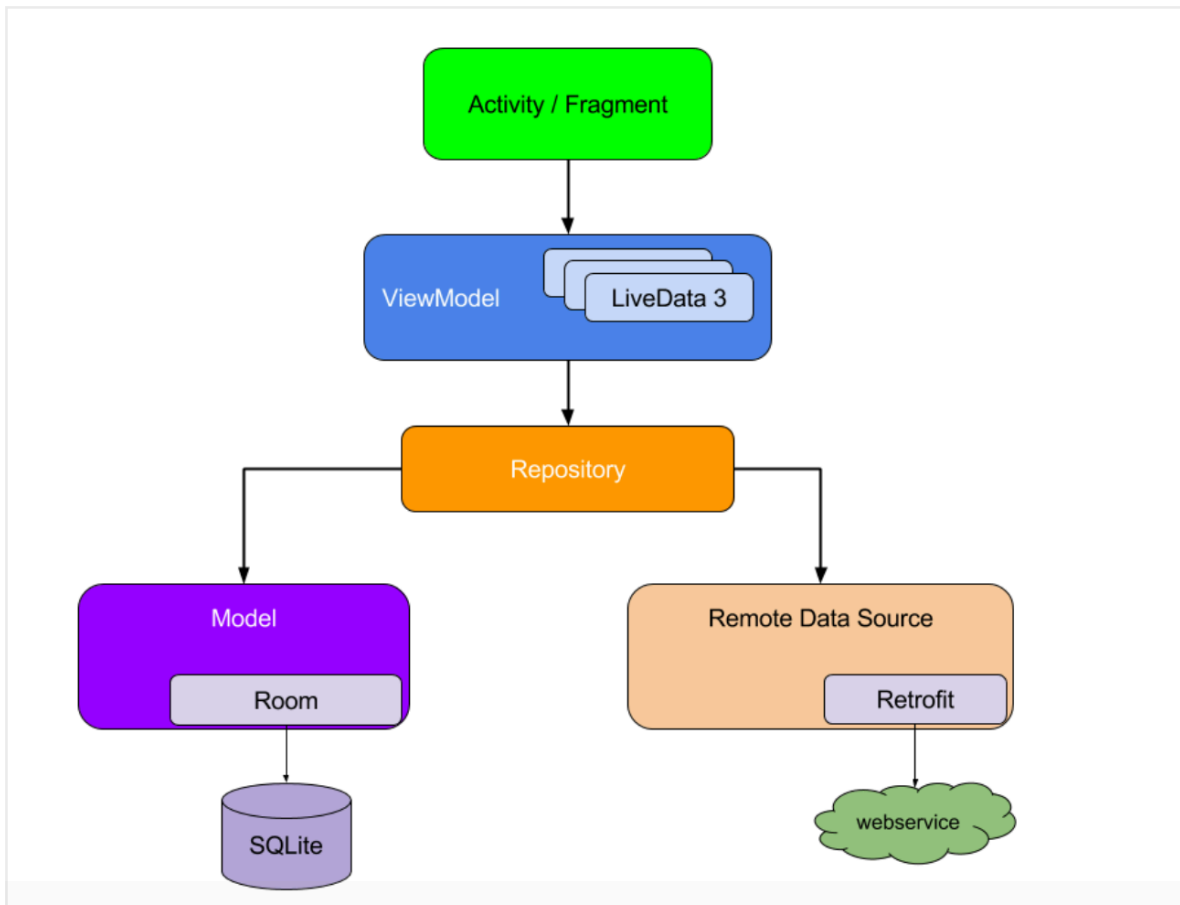 Activity / Fragment
ViewModel
LiveData 3
Repository
Model
Remote Data Source
Room
Retrofit
SQLite
webservice